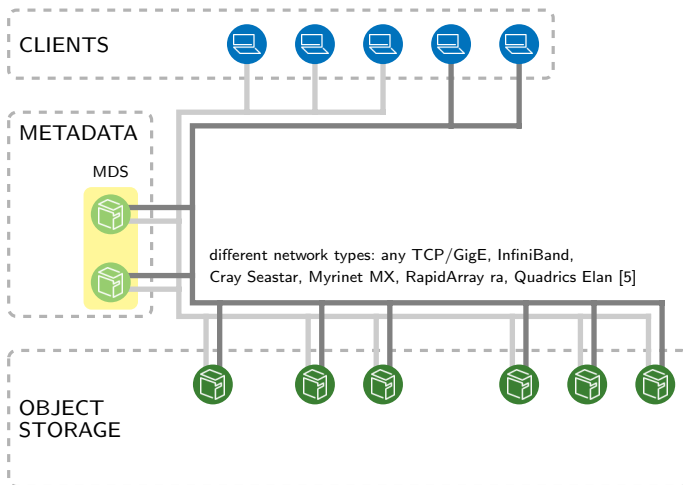 CLIENTS
METADATA
MDS
different network types: any TCP/GigE, InfiniBand,
Cray Seastar, Myrinet MX, RapidArray ra, Quadrics Elan [5]
OBJECT
STORAGE